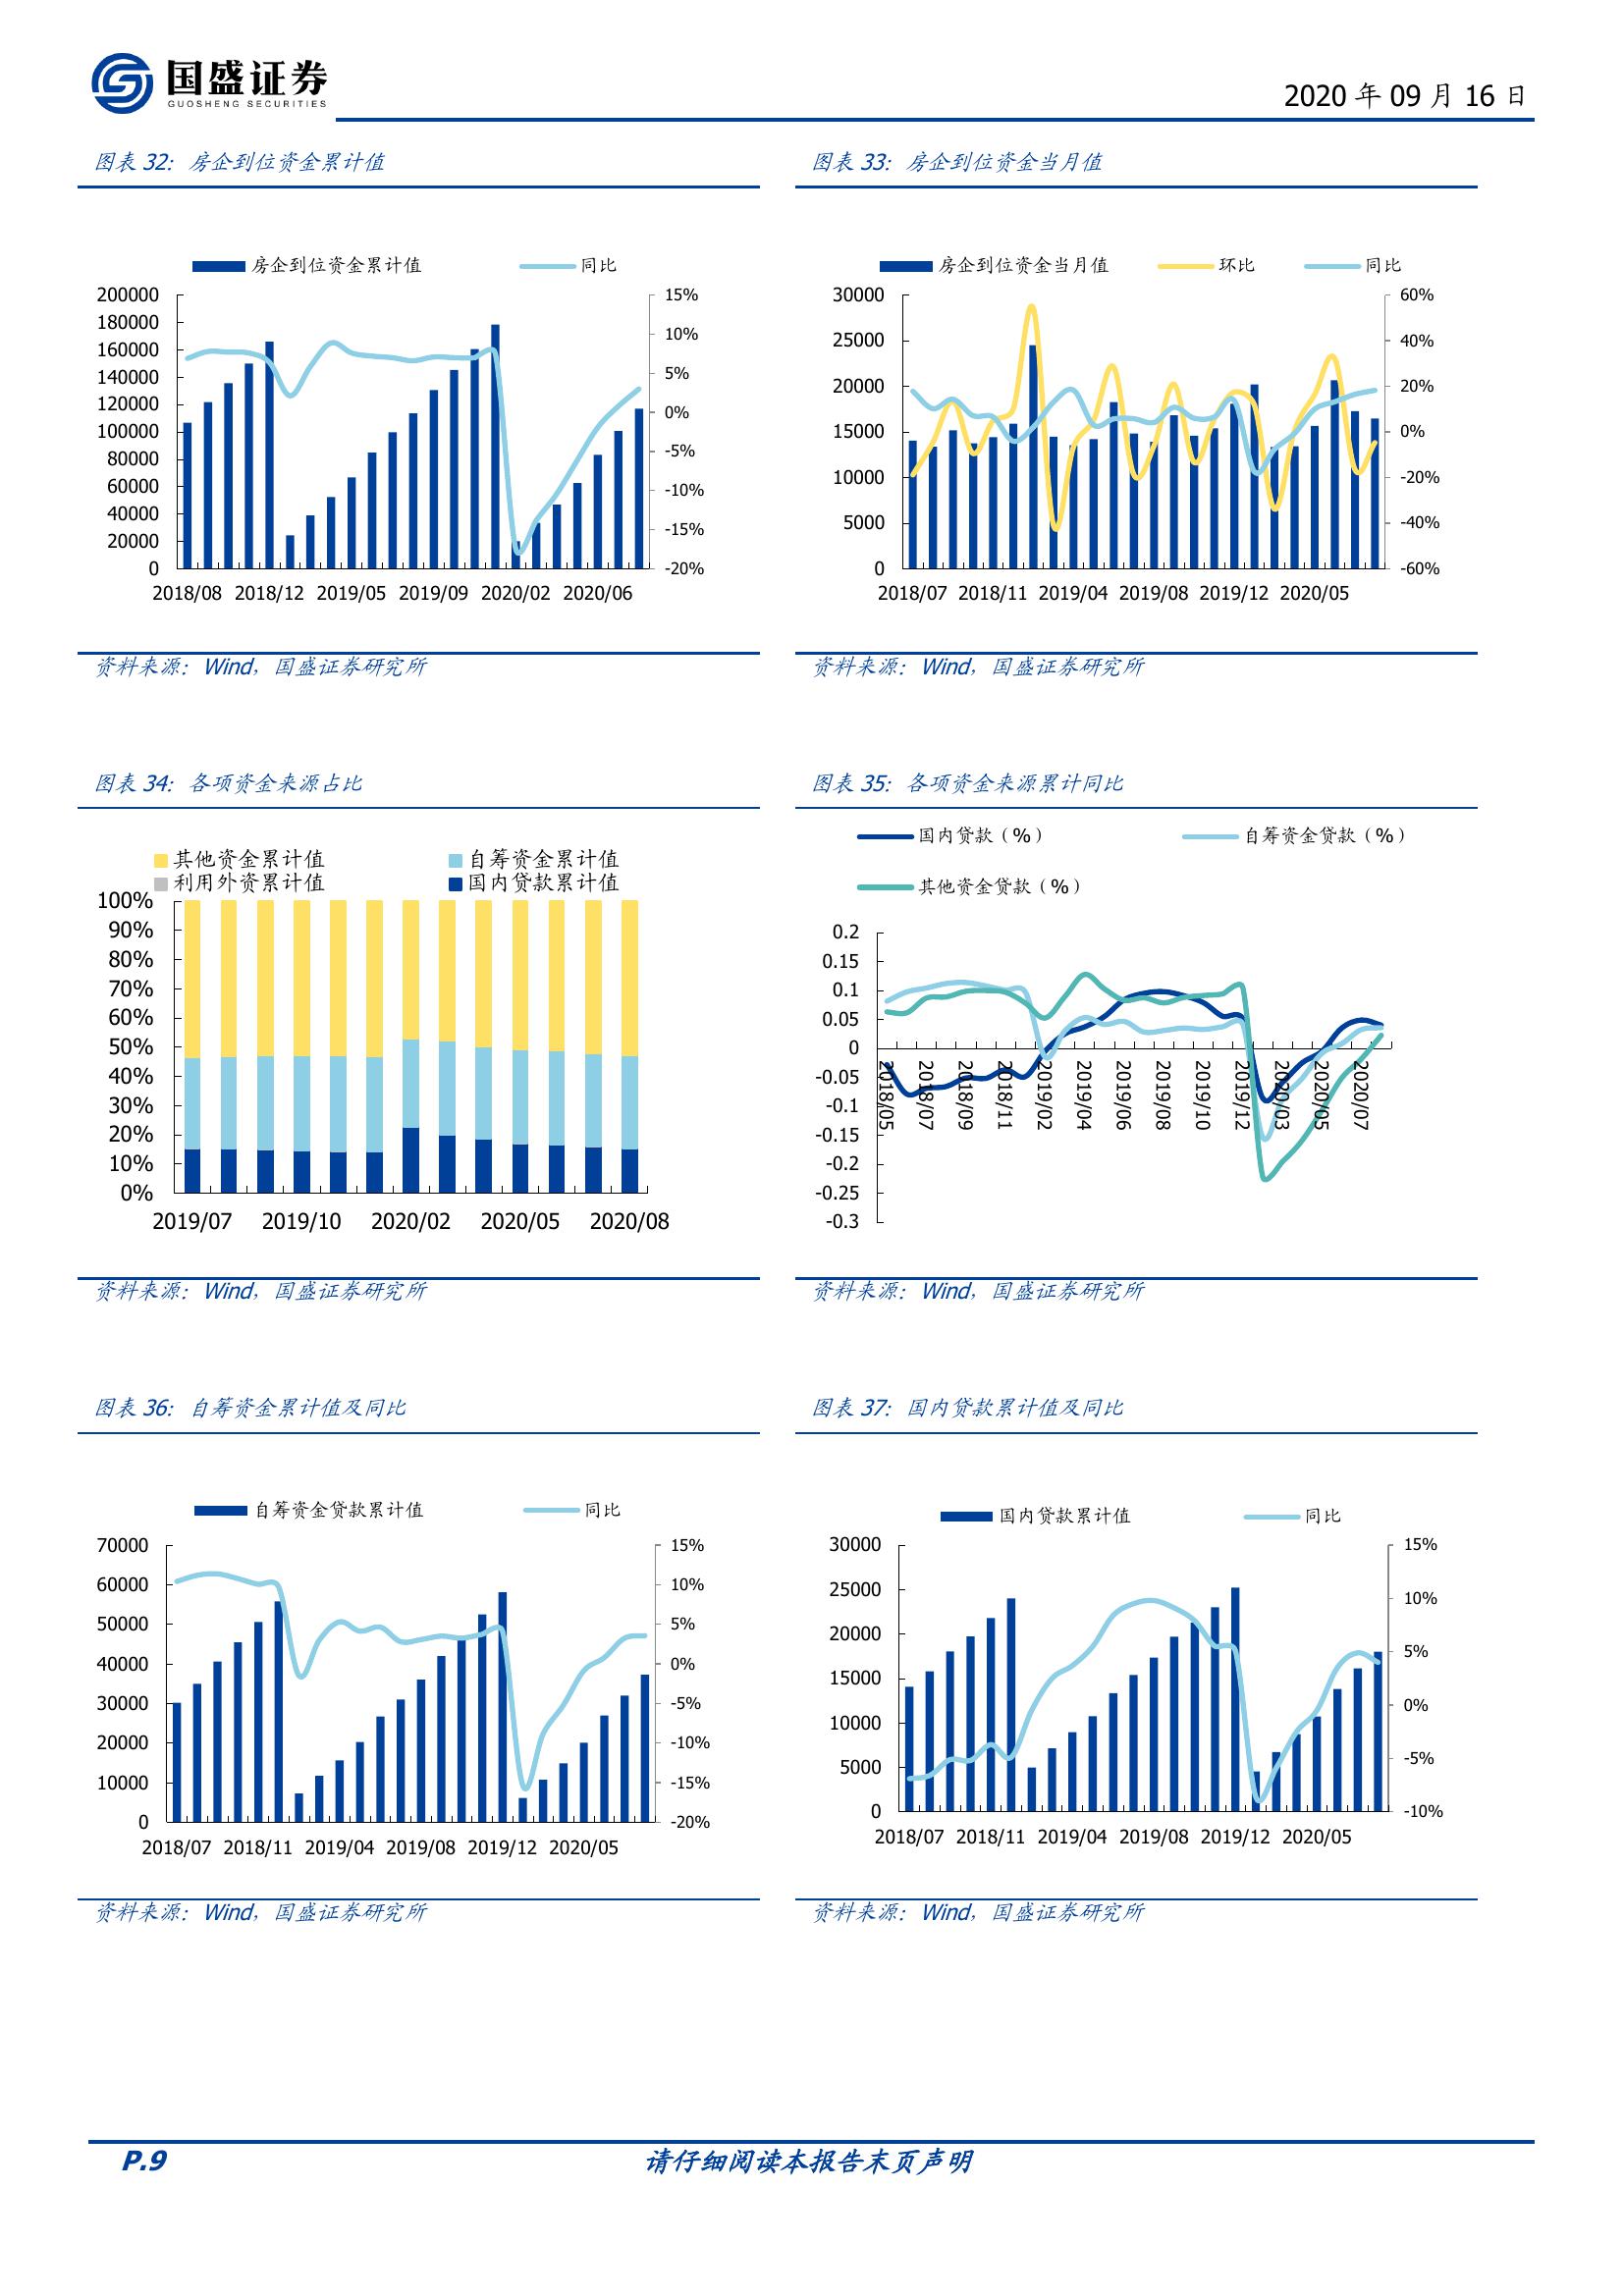 国盛证券
GUOSHENG SECURITIES
2020 年 09 月 16 日
图表 32：房企到位资金累计值
房企到位资金累计值 同比
200000
180000
160000
140000
120000
100000
80000
60000
40000
20000
0
15%
10%
5%
0%
-5%
-10%
-15%
-20%
2018/08 2018/12 2019/05 2019/09 2020/02 2020/06
资料来源：Wind，国盛证券研究所
图表 33：房企到位资金当月值
房企到位资金当月值 环比 同比
30000
25000
20000
15000
10000
5000
0
60%
40%
20%
0%
-20%
-40%
-60%
2018/07 2018/11 2019/04 2019/08 2019/12 2020/05
资料来源：Wind，国盛证券研究所
图表 34：各项资金来源占比
其他资金累计值 自筹资金累计值
利用外资累计值 国内贷款累计值
100%
90%
80%
70%
60%
50%
40%
30%
20%
10%
0%
2019/07 2019/10 2020/02 2020/05 2020/08
资料来源：Wind，国盛证券研究所
图表 35：各项资金来源累计同比
国内贷款（%） 自筹资金贷款（%）
其他资金贷款（%）
0.2
0.15
0.1
0.05
0
-0.05
-0.1
-0.15
-0.2
-0.25
-0.3
2018/05 2018/07 2018/09 2018/11 2019/02 2019/04 2019/06 2019/08 2019/10 2019/12 2020/03 2020/05 2020/07
资料来源：Wind，国盛证券研究所
图表 36：自筹资金累计值及同比
自筹资金贷款累计值 同比
70000
60000
50000
40000
30000
20000
10000
0
15%
10%
5%
0%
-5%
-10%
-15%
-20%
2018/07 2018/11 2019/04 2019/08 2019/12 2020/05
资料来源：Wind，国盛证券研究所
图表 37：国内贷款累计值及同比
国内贷款累计值 同比
30000
25000
20000
15000
10000
5000
0
15%
10%
5%
0%
-5%
-10%
2018/07 2018/11 2019/04 2019/08 2019/12 2020/05
资料来源：Wind，国盛证券研究所
P.9 请仔细阅读本报告末页声明